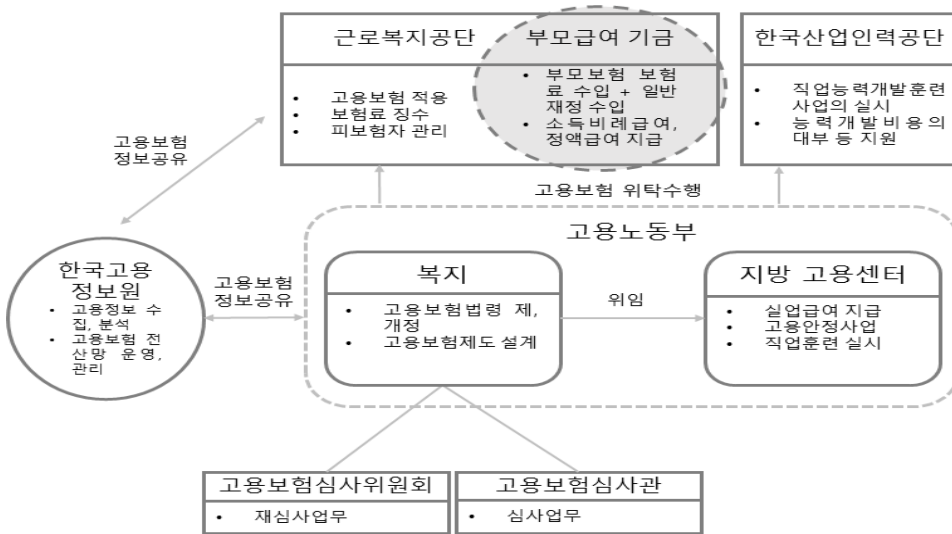 근로복지공단
• 고용보험 적용
• 보험료 징수
• 피보험자 관리
부모급여 기금
• 부모보험 보험
료 수입 + 일반
재정 수입
• 소득비례급여,
정액급여 지급
한국산업인력공단
• 직업능력개발훈련
사업의 실시
• 능력개발비용의
대부 등 지원
고용보험
정보공유
고용보험 위탁수행
고용노동부
한국고용
정보원
• 고용정보 수
집, 분석
• 고용보험 전
산망 운영,
관리
고용보험
정보공유
복지
• 고용보험법령 제,
개정
• 고용보험제도 설계
위임
지방 고용센터
• 실업급여 지급
• 고용안정사업
• 직업훈련 실시
고용보험심사위원회
• 재심사업무
고용보험심사관
• 심사업무